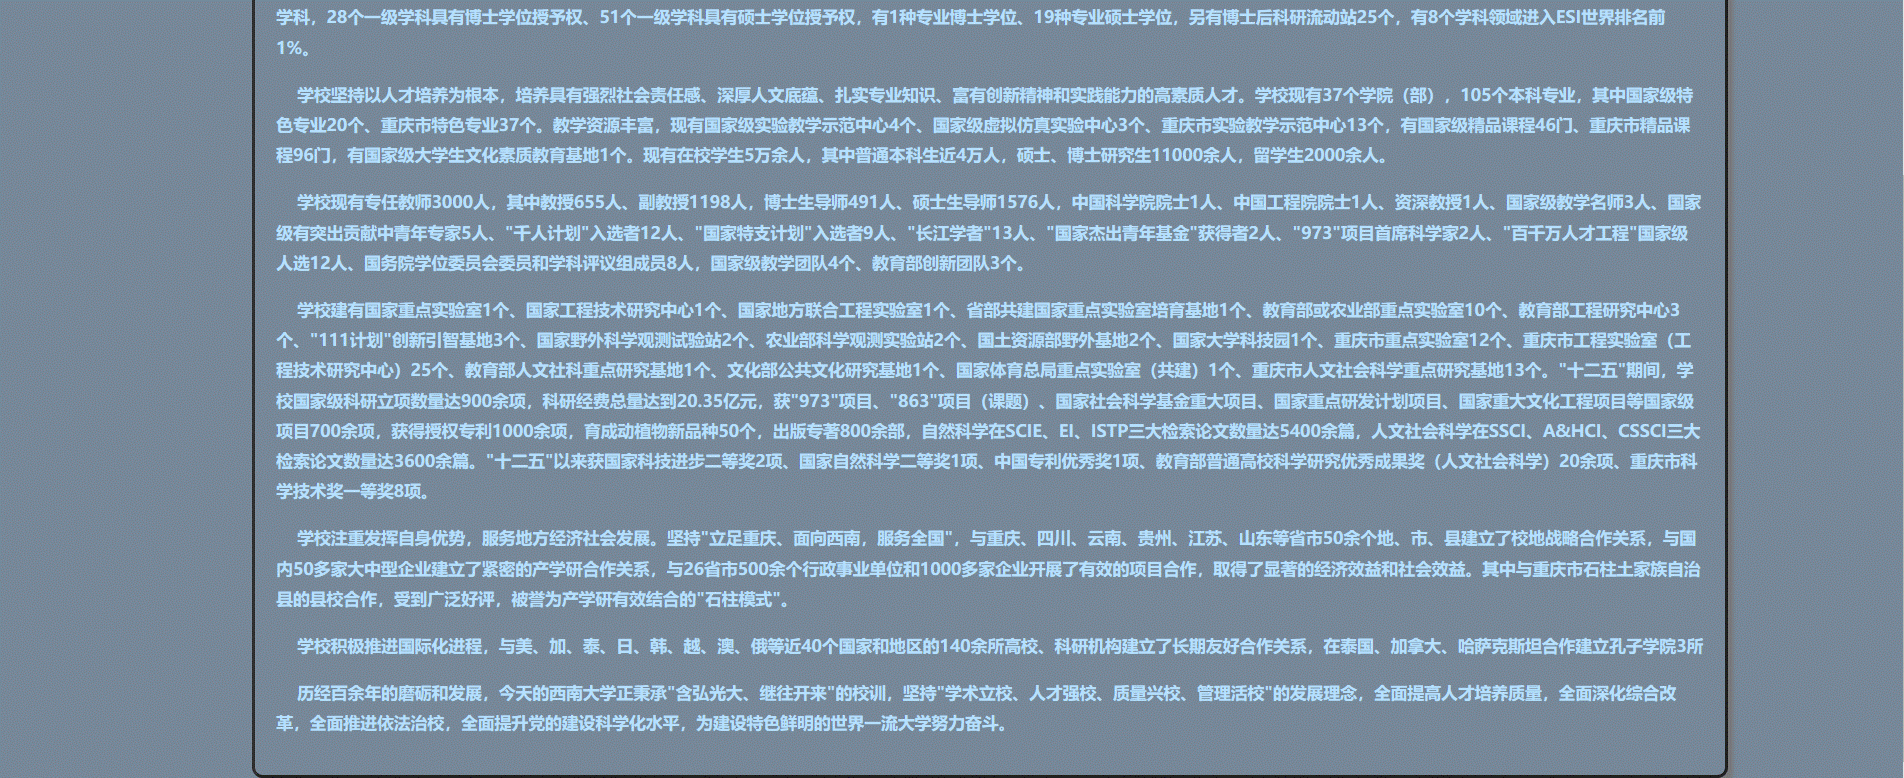 学科，28个一级学科具有博士学位授予权、51个一级学科具有硕士学位授予权，有1种专业博士学位、19种专业硕士学位，另有博士后科研流动站25个，有8个学科领域进入ESI世界排名前
1%。
学校坚持以人才培养为根本，培养具有强烈社会责任感、深厚人文底蕴、扎实专业知识、富有创新精神和实践能力的高素质人才。学校现有37个学院（部），105个本科专业，其中国家级特
色专业20个、重庆市特色专业37个。教学资源丰富，现有国家级实验教学示范中心4个、国家级虚拟仿真实验中心3个、重庆市实验教学示范中心13个，有国家级精品课程46门、重庆市精品课
程96门，有国家级大学生文化素质教育基地1个。现有在校学生5万余人，其中普通本科生近4万人，硕士、博士研究生11000余人，留学生2000余人。
学校现有专任教师3000人，其中教授655人、副教授1198人，博士生导师491人、硕士生导师1576人，中国科学院院士1人、中国工程院院士1人、资深教授1人、国家级教学名师3人、国家
级有突出贡献中青年专家5人、"千人计划"入选者12人、"国家特支计划"入选者9人、"长江学者"13人、"国家杰出青年基金"获得者2人、"973"项目首席科学家2人、"百千万人才工程"国家级
人选12人、国务院学位委员会委员和学科评议组成员8人，国家级教学团队4个、教育部创新团队3个。
学校建有国家重点实验室1个、国家工程技术研究中心1个、国家地方联合工程实验室1个、省部共建国家重点实验室培育基地1个、教育部或农业部重点实验室10个、教育部工程研究中心3
个、"111计划"创新引智基地3个、国家野外科学观测试验站2个、农业部科学观测实验站2个、国土资源部野外基地2个、国家大学科技园1个、重庆市重点实验室12个、重庆市工程实验室（工
程技术研究中心）25个、教育部人文社科重点研究基地1个、文化部公共文化研究基地1个、国家体育总局重点实验室（共建）1个、重庆市人文社会科学重点研究基地13个。"十二五"期间，学
校国家级科研立项数量达900余项，科研经费总量达到20.35亿元，获"973"项目、"863"项目（课题）、国家社会科学基金重大项目、国家重点研发计划项目、国家重大文化工程项目等国家级
项目700余项，获得授权专利1000余项，育成动植物新品种50个，出版专著800余部，自然科学在SCIE、EI、ISTP三大检索论文数量达5400余篇，人文社会科学在SSCI、A&HCI、CSSCI三大
检索论文数量达3600余篇。"十二五"以来获国家科技进步二等奖2项、国家自然科学二等奖1项、中国专利优秀奖1项、教育部普通高校科学研究优秀成果奖（人文社会科学）20余项、重庆市科
学技术奖一等奖8项。
学校注重发挥自身优势，服务地方经济社会发展。坚持"立足重庆、面向西南，服务全国"，与重庆、四川、云南、贵州、江苏、山东等省市50余个地、市、县建立了校地战略合作关系，与国
内50多家大中型企业建立了紧密的产学研合作关系，与26省市500余个行政事业单位和1000多家企业开展了有效的项目合作，取得了显著的经济效益和社会效益。其中与重庆市石柱土家族自治
县的县校合作，受到广泛好评，被誉为产学研有效结合的"石柱模式"。
学校积极推进国际化进程，与美、加、泰、日、韩、越、澳、俄等近40个国家和地区的140余所高校、科研机构建立了长期友好合作关系，在泰国、加拿大、哈萨克斯坦合作建立孔子学院3所
历经百余年的磨砺和发展，今天的西南大学正秉承"含弘光大、继往开来"的校训，坚持"学术立校、人才强校、质量兴校、管理活校"的发展理念，全面提高人才培养质量，全面深化综合改
革，全面推进依法治校，全面提升党的建设科学化水平，为建设特色鲜明的世界一流大学努力奋斗。